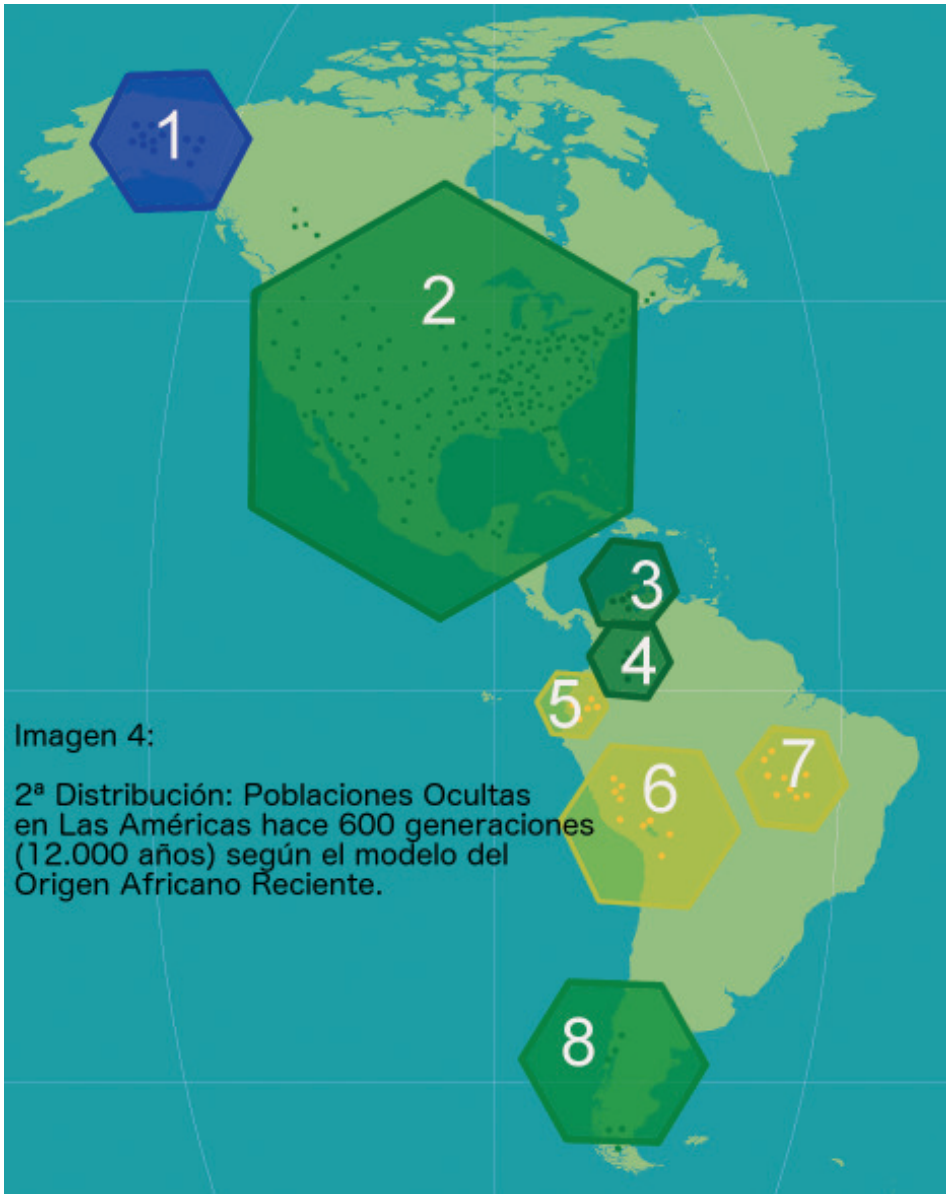 1
2
3
4
5
6
7
8
Imagen 4:
2ª Distribución: Poblaciones Ocultas
en Las Américas hace 600 generaciones
(12.000 años) según el modelo del
Origen Africano Reciente.